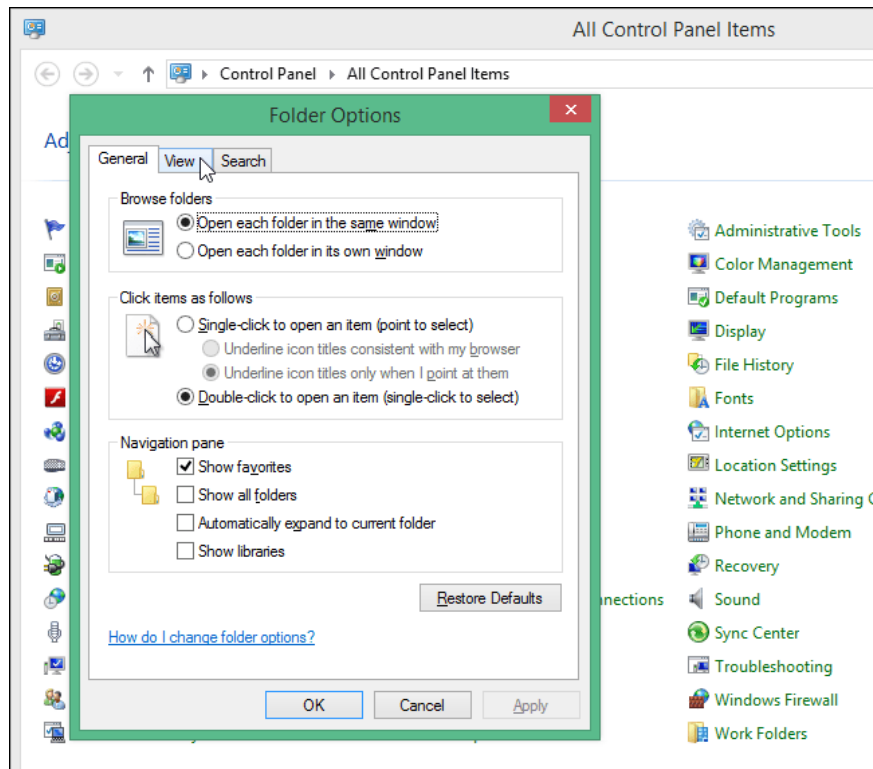 All Control Panel Items
Control Panel
All Control Panel Items
Ad
Folder Options
General
View
Search
Browse folders
Open each folder in the same window
Open each folder in its own window
Click items as follows
Single-click to open an item (point to select)
Underline icon titles consistent with my browser
Underline icon titles only when I point at them
Double-click to open an item (single-click to select)
Navigation pane
Show favorites
Show all folders
Automatically expand to current folder
Show libraries
Restore Defaults
How do I change folder options?
OK
Cancel
Apply
nnections
Administrative Tools
Color Management
Default Programs
Display
File History
Fonts
Internet Options
Location Settings
Network and Sharing C
Phone and Modem
Recovery
Sound
Sync Center
Troubleshooting
Windows Firewall
Work Folders